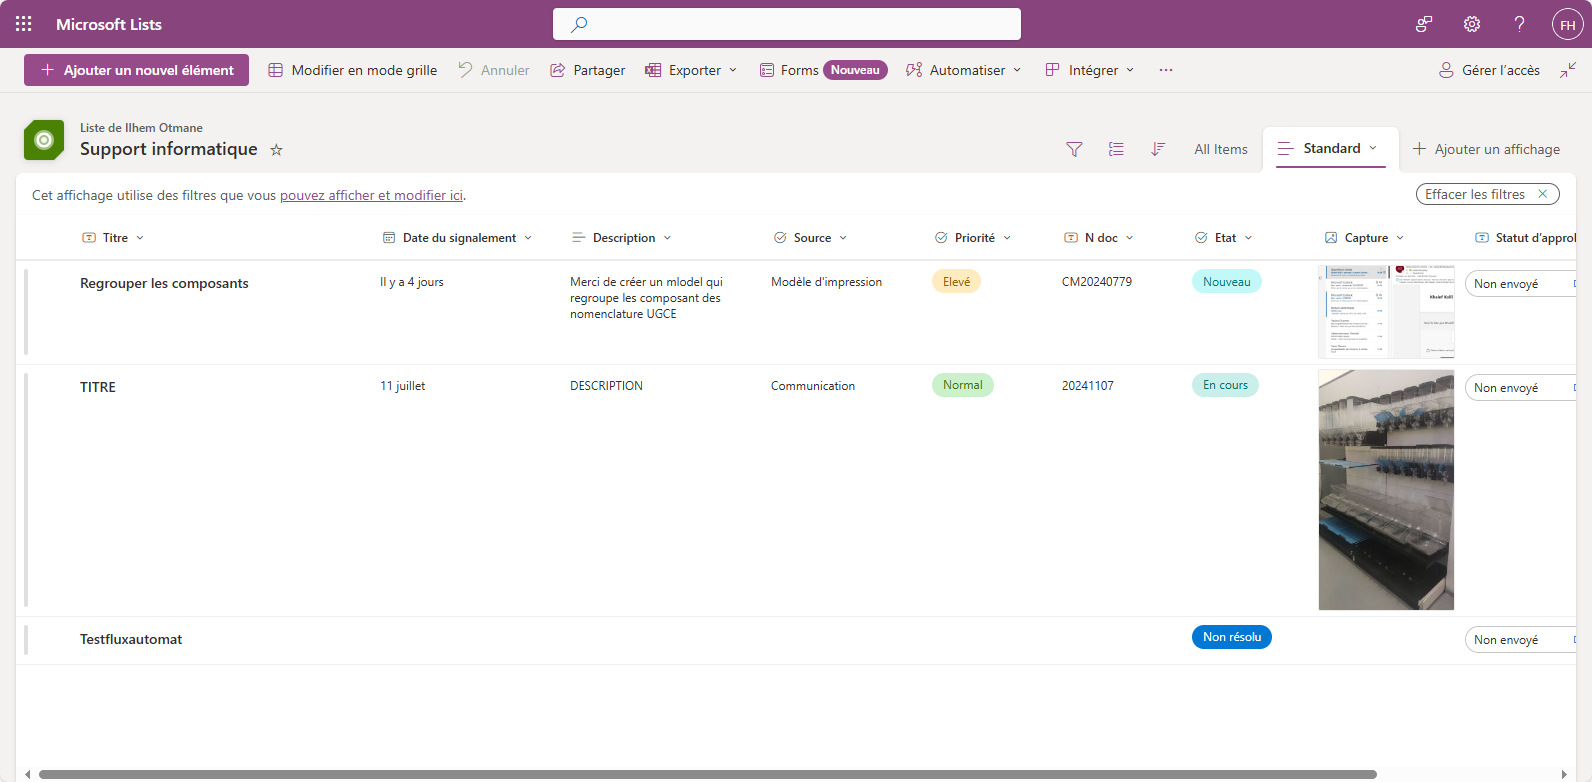 Microsoft Lists
FH
Ajouter un nouvel élément
Modifier en mode grille
Annuler
Partager
Exporter
Forms
Nouveau
Automatiser
Intégrer
Gérer l'accès
Liste de Ilhem Otmane
Support informatique
All Items
Standard
Ajouter un affichage
Cet affichage utilise des filtres que vous pouvez afficher et modifier ici.
Effacer les filtres
Titre
Date du signalement
Description
Source
Priorité
N doc
Etat
Capture
Statut d'approl
Regrouper les composants
Il y a 4 jours
Merci de créer un mlodel qui
regroupe les composant des
nomenclature UGCE
Modèle d'impression
Elevé
CM20240779
Nouveau
Non envoyé
TITRE
11 juillet
DESCRIPTION
Communication
Normal
20241107
En cours
Non envoyé
Testfluxautomat
Non résolu
Non envoyé